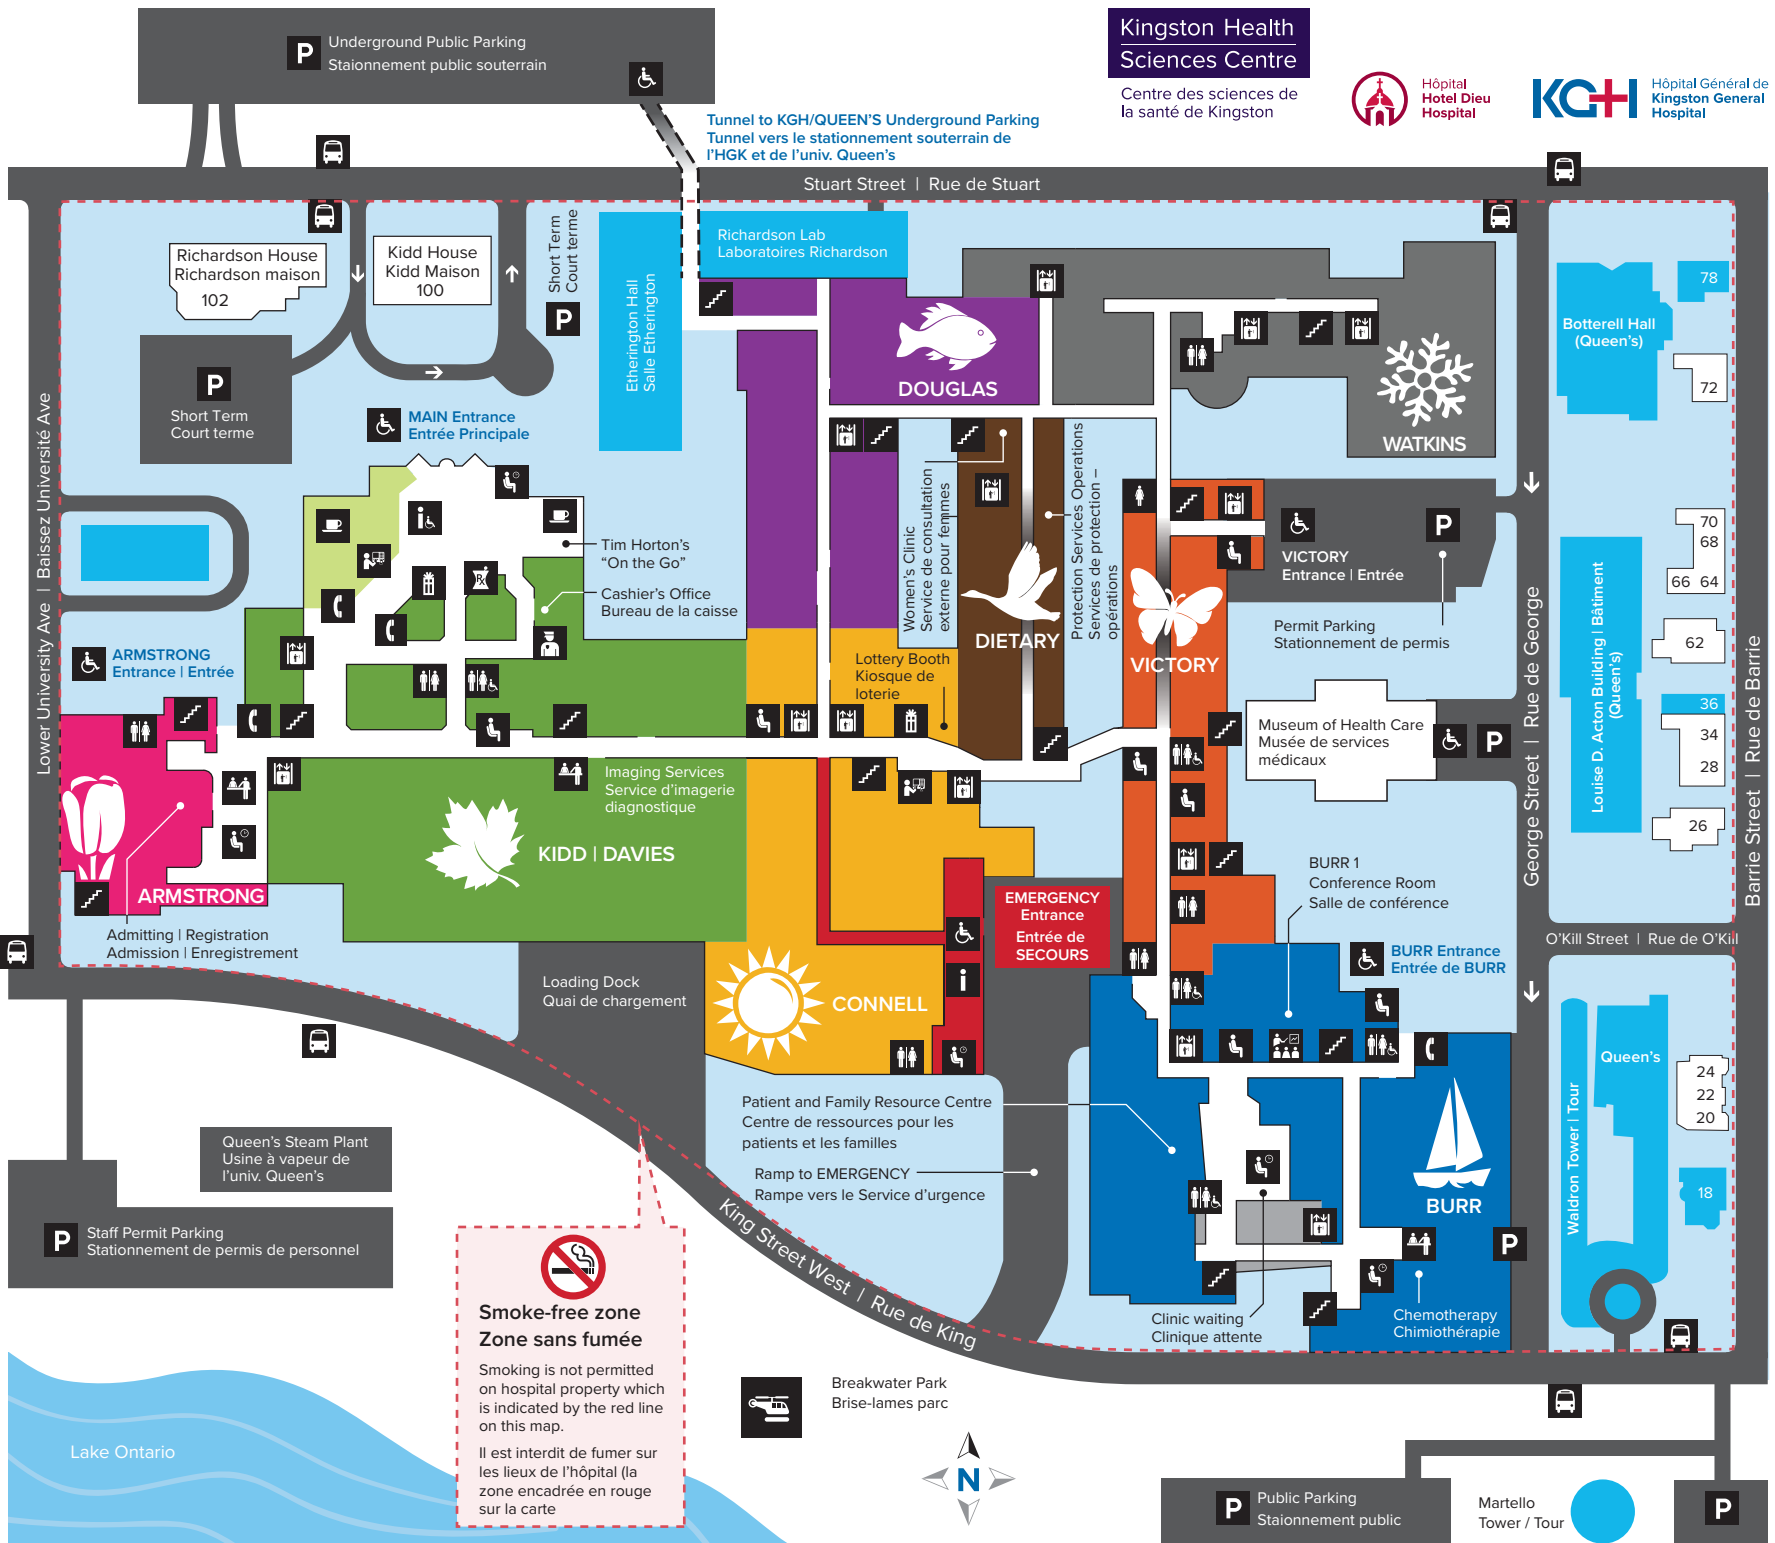 Underground Public Parking
Staionnement public souterrain
P
Kingston Health
Sciences Centre
Centre des sciences de
la santé de Kingston
Hôpital
Hotel Dieu
Hospital
KGH
Hôpital Général de
Kingston General
Hospital
Tunnel to KGH/QUEEN'S Underground Parking
Tunnel vers le stationnement souterrain de
l'HGK et de l'univ. Queen's
Stuart Street | Rue de Stuart
Richardson House
Richardson maison
102
Kidd House
Kidd Maison
100
Short Term
Court terme
P
Etherington Hall
Salle Etherington
Richardson Lab
Laboratoires Richardson
P
Short Term
Court terme
MAIN Entrance
Entrée Principale
DOUGLAS
WATKINS
Botterell Hall
(Queen's)
78
72
Lower University Ave | Baissez Université Ave
Tim Horton's
"On the Go"
Cashier's Office
Bureau de la caisse
Women's Clinic
Service de consultation
externe pour femmes
Protection Services Operations
Services de protection –
opérations
DIETARY
VICTORY
VICTORY
Entrance | Entrée
P
Permit Parking
Stationnement de permis
70
68
66 64
62
36
34
28
26
Louise D. Acton Building | Bâtiment
(Queen's)
George Street | Rue de George
Barrie Street | Rue de Barrie
ARMSTRONG
Entrance | Entrée
Lottery Booth
Kiosque de
loterie
Museum of Health Care
Musée de services
médicaux
P
Imaging Services
Service d'imagerie
diagnostique
KIDD | DAVIES
ARMSTRONG
Admitting | Registration
Admission | Enregistrement
EMERGENCY
Entrance
Entrée de
SECOURS
BURR 1
Conference Room
Salle de conférence
BURR Entrance
Entrée de BURR
O'Kill Street | Rue de O'Kill
Loading Dock
Quai de chargement
CONNELL
Queen's
Waldron Tower | Tour
24
22
20
18
Patient and Family Resource Centre
Centre de ressources pour les
patients et les familles
Ramp to EMERGENCY
Rampe vers le Service d'urgence
BURR
P
Queen's Steam Plant
Usine à vapeur de
l'univ. Queen's
P
Staff Permit Parking
Stationnement de permis de personnel
King Street West | Rue de King
Clinic waiting
Clinique attente
Chemotherapy
Chimiothérapie
Smoke-free zone
Zone sans fumée
Smoking is not permitted
on hospital property which
is indicated by the red line
on this map.
Il est interdit de fumer sur
les lieux de l'hôpital (la
zone encadrée en rouge
sur la carte
Breakwater Park
Brise-lames parc
Lake Ontario
N
P
Public Parking
Staionnement public
Martello
Tower / Tour
P